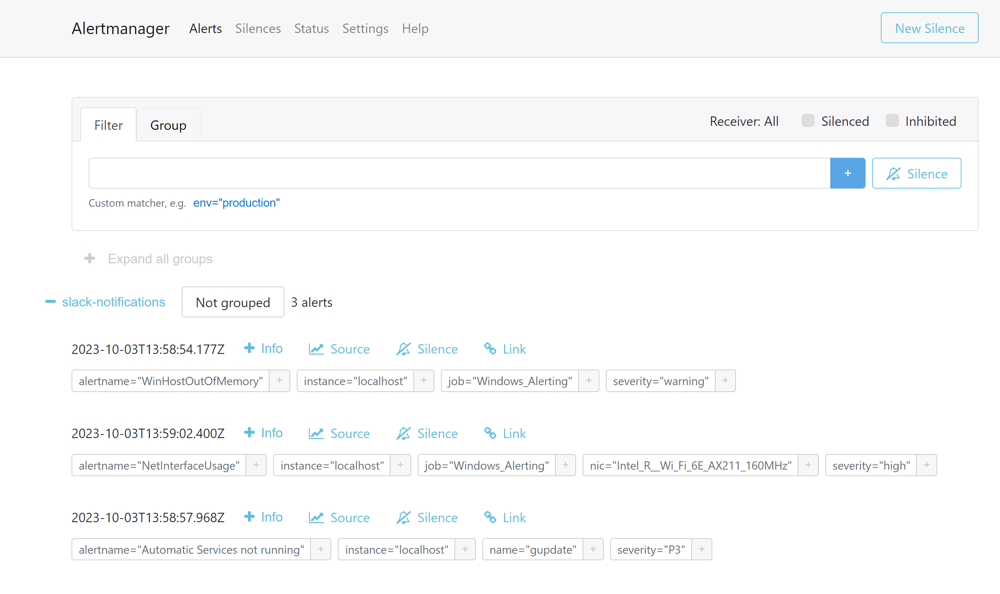 Alertmanager Alerts Silences Status Settings Help New Silence
Filter Group Receiver: All Silenced Inhibited
+ Silence
Custom matcher, e.g. env="production"
+ Expand all groups
slack-notifications Not grouped 3 alerts
2023-10-03T13:58:54.177Z + Info Source Silence Link
alertname="WinHostOutOfMemory" + instance="localhost" + job="Windows_Alerting" + severity="warning" +
2023-10-03T13:59:02.400Z + Info Source Silence Link
alertname="NetInterfaceUsage" + instance="localhost" + job="Windows_Alerting" + nic="Intel_R__Wi_Fi_6E_AX211_160MHz" + severity="high" +
2023-10-03T13:58:57.968Z + Info Source Silence Link
alertname="Automatic Services not running" + instance="localhost" + name="gupdate" + severity="P3" +